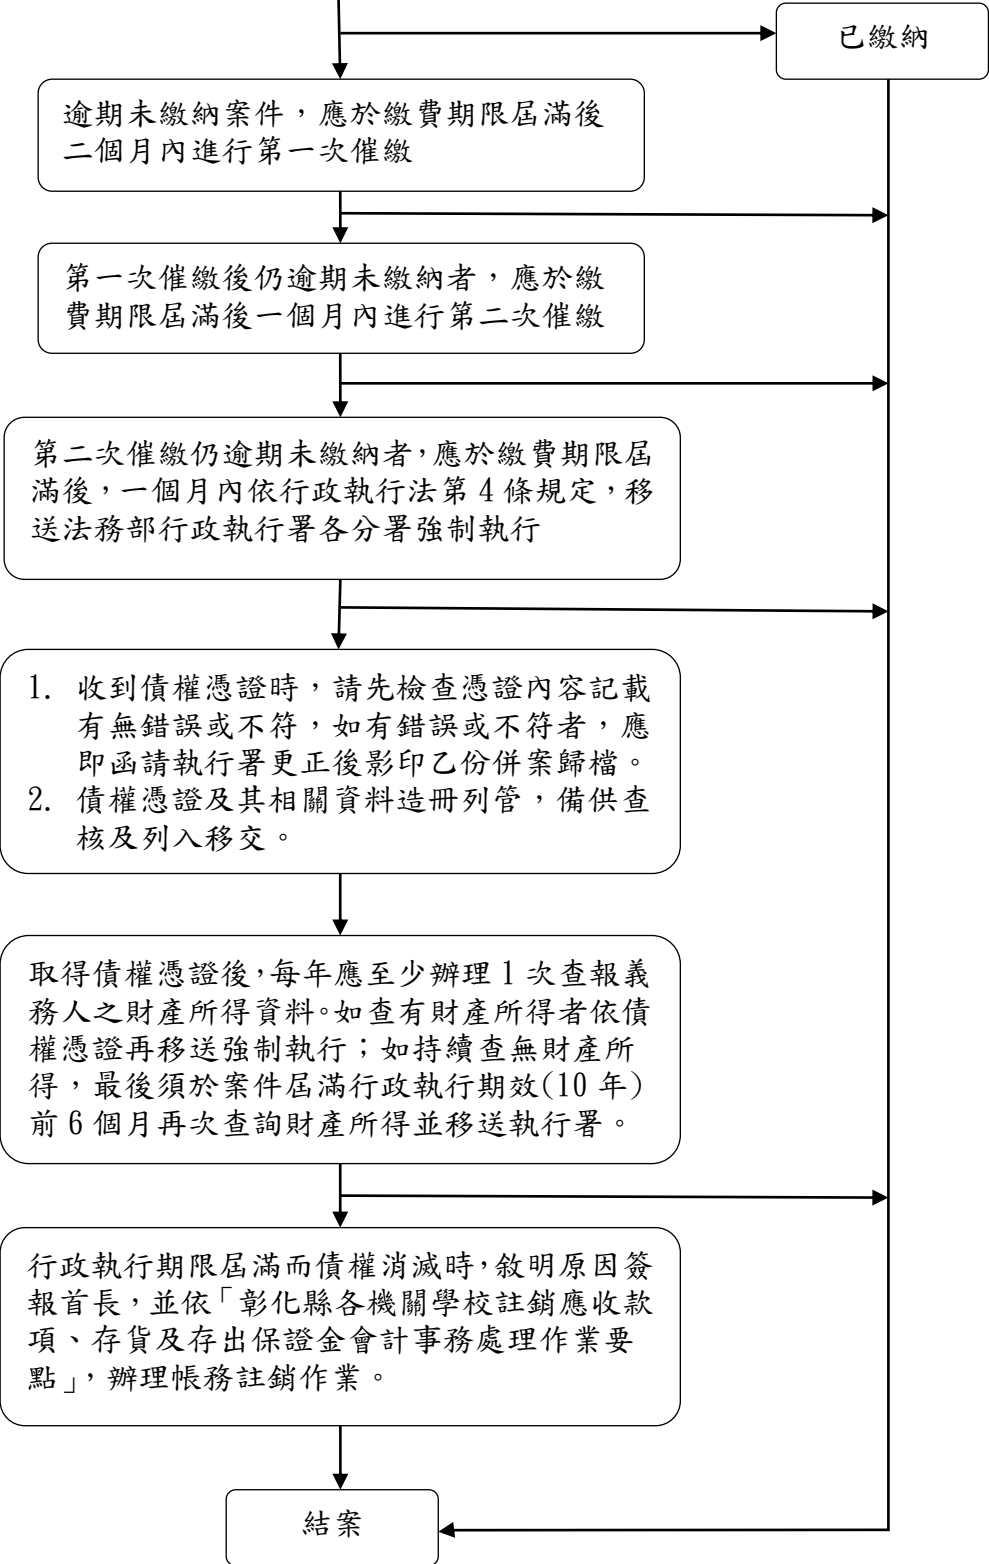 已繳納
逾期未繳納案件，應於繳費期限屆滿後
二個月內進行第一次催繳
第一次催繳後仍逾期未繳納者，應於繳
費期限屆滿後一個月內進行第二次催繳
第二次催繳仍逾期未繳納者，應於繳費期限屆
滿後，一個月內依行政執行法第 4 條規定，移
送法務部行政執行署各分署強制執行
1. 收到債權憑證時，請先檢查憑證內容記載
有無錯誤或不符，如有錯誤或不符者，應
即函請執行署更正後影印乙份併案歸檔。
2. 債權憑證及其相關資料造冊列管，備供查
核及列入移交。
取得債權憑證後，每年應至少辦理 1 次查報義
務人之財產所得資料。如查有財產所得者依債
權憑證再移送強制執行；如持續查無財產所
得，最後須於案件屆滿行政執行期效(10 年)
前 6 個月再次查詢財產所得並移送執行署。
行政執行期限屆滿而債權消滅時，敘明原因簽
報首長，並依「彰化縣各機關學校註銷應收款
項、存貨及存出保證金會計事務處理作業要
點」，辦理帳務註銷作業。
結案